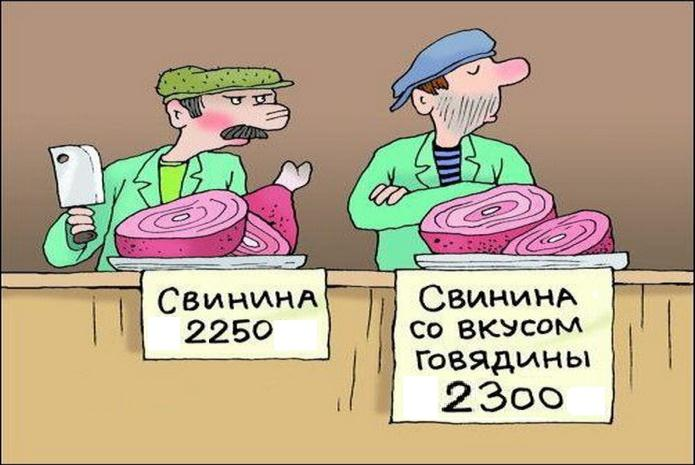 Свинина
2250
Свинина
со вкусом
говядины
2300